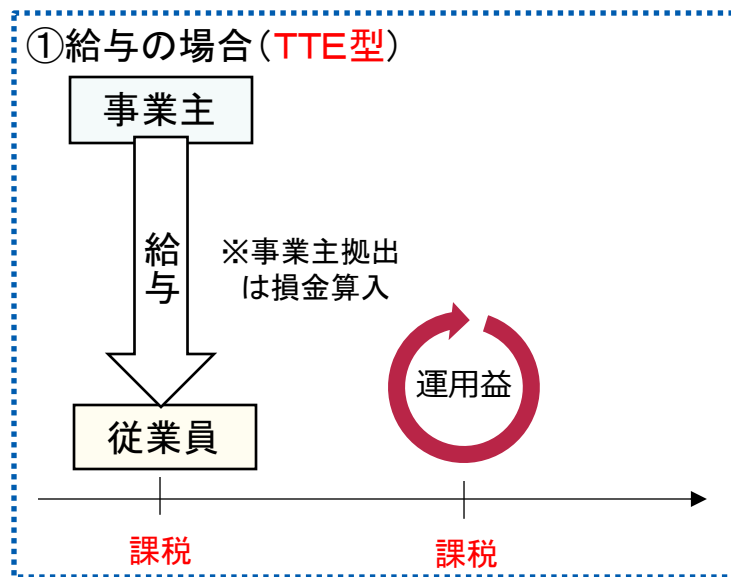 ①給与の場合（TTE型）
事業主
給与
※事業主拠出
は損金算入
運用益
従業員
課税
課税